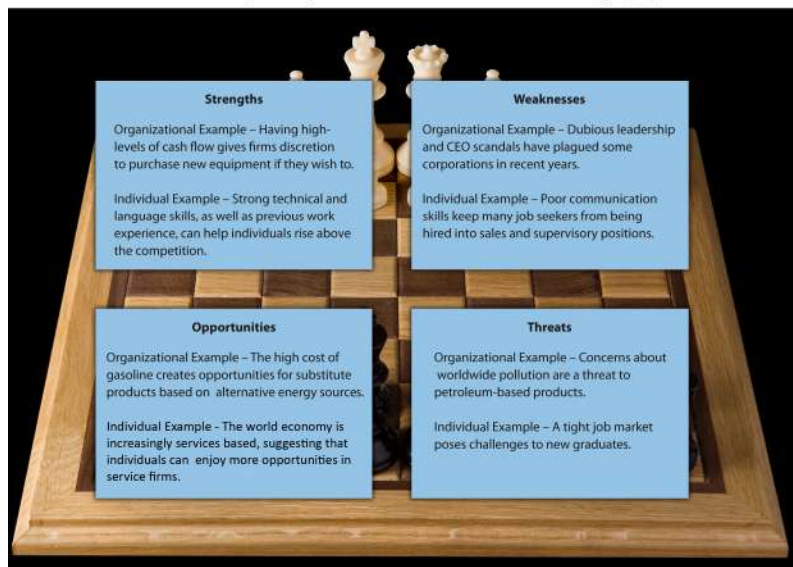 Strengths
Organizational Example – Having high-
levels of cash flow gives firms discretion
to purchase new equipment if they wish to.
Individual Example – Strong technical and
language skills, as well as previous work
experience, can help individuals rise above
the competition.
Weaknesses
Organizational Example – Dubious leadership
and CEO scandals have plagued some
corporations in recent years.
Individual Example – Poor communication
skills keep many job seekers from being
hired into sales and supervisory positions.
Opportunities
Organizational Example – The high cost of
gasoline creates opportunities for substitute
products based on alternative energy sources.
Individual Example - The world economy is
increasingly services based, suggesting that
individuals can enjoy more opportunities in
service firms.
Threats
Organizational Example – Concerns about
worldwide pollution are a threat to
petroleum-based products.
Individual Example – A tight job market
poses challenges to new graduates.